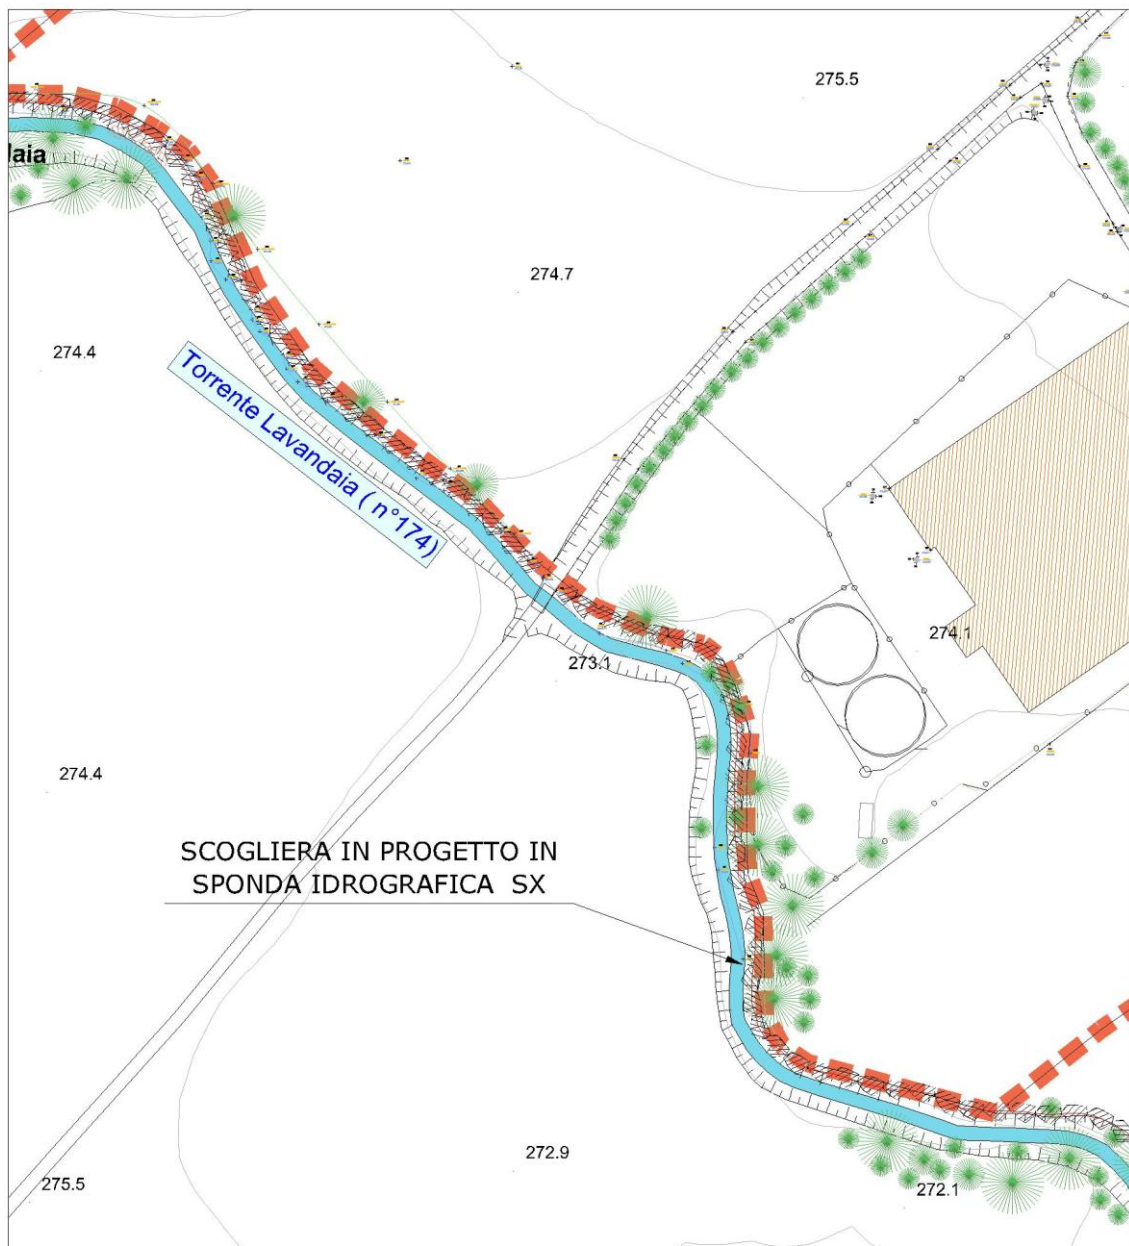 275.5
laia
274.7
274.4
Torrente Lavandaia ( n°174)
274.1
273.1
274.4
SCOGLIERA IN PROGETTO IN
SPONDA IDROGRAFICA SX
272.9
275.5
272.1